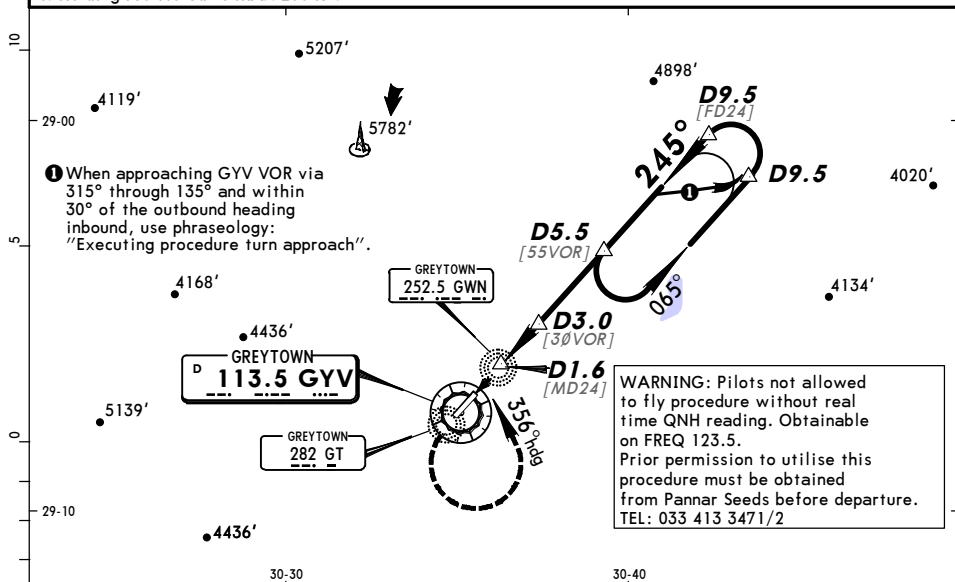 10
5207'
4898'
D9.5
[FD24]
4119'
29-00
5782'
245°
D9.5
1
4020'
1 When approaching GYV VOR via
315° through 135° and within
30° of the outbound heading
inbound, use phraseology:
"Executing procedure turn approach".
5
D5.5
[55VOR]
065°
4134'
4168'
GREYTOWN
252.5 GWN
4436'
D3.0
[3ØVOR]
GREYTOWN
D 113.5 GYV
D1.6
[MD24]
5139'
0
GREYTOWN
282 GT
356° hdg
WARNING: Pilots not allowed
to fly procedure without real
time QNH reading. Obtainable
on FREQ 123.5.
Prior permission to utilise this
procedure must be obtained
from Pannar Seeds before departure.
TEL: 033 413 3471/2
29-10
4436'
30-30
30-40